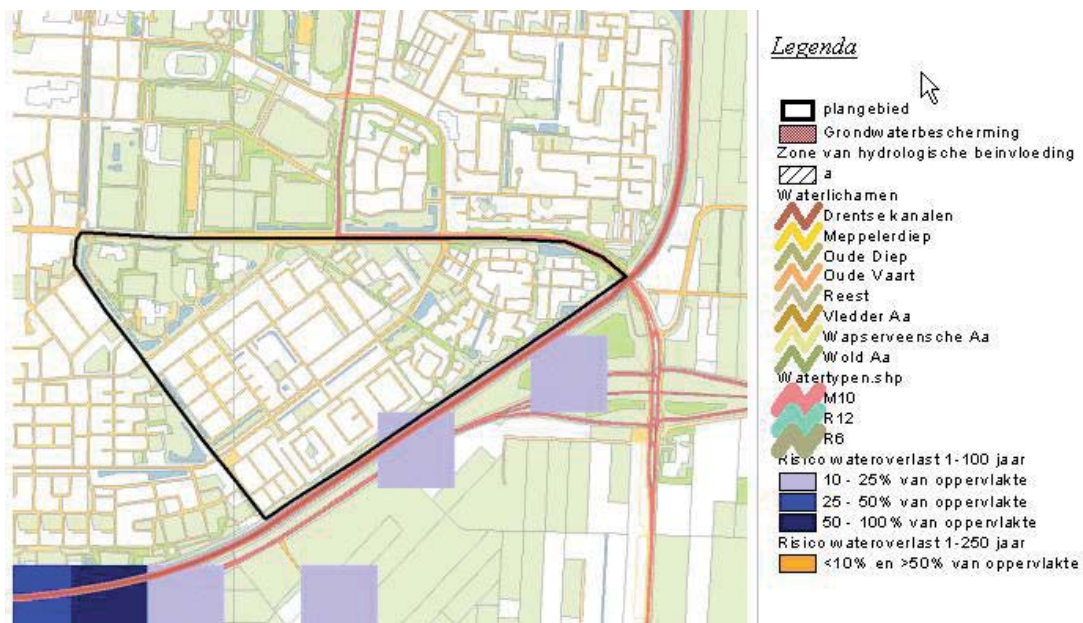 Legenda
plangebied
Grondwaterbescherming
Zone van hydrologische beinvloeding
a
Waterlichamen
Drentse kanalen
Meppelerdiep
Oude Diep
Oude Vaart
Reest
Vledder Aa
Wapserveensche Aa
Wold Aa
Watertypen.shp
M10
R12
R6
Risico wateroverlast 1-100 jaar
10 - 25% van oppervlakte
25 - 50% van oppervlakte
50 - 100% van oppervlakte
Risico wateroverlast 1-250 jaar
<10% en >50% van oppervlakte